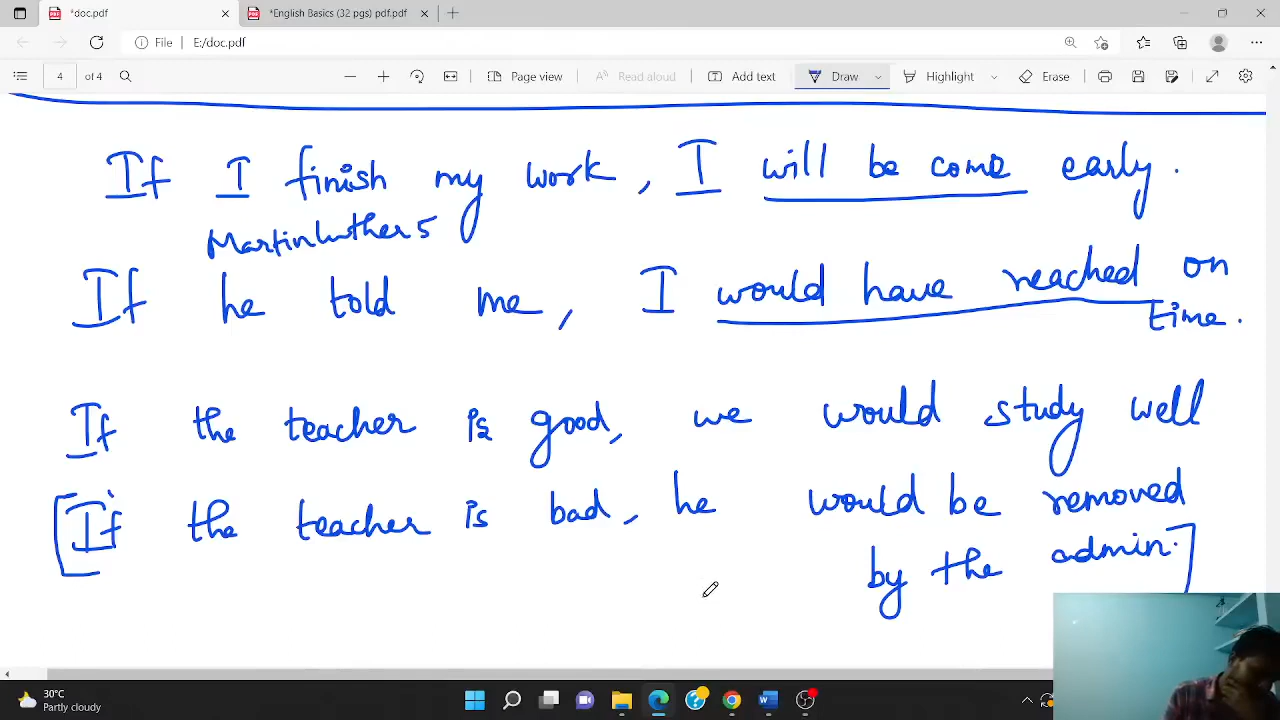 *doc.pdf
*English Basics (32 pgs) pdf.pdf
File E:/doc.pdf
4 of 4 Page view Read aloud Add text Draw Highlight Erase
If I finish my work, I will be come early.
MartinLuther5
If he told me, I would have reached on
time.
If the teacher is good, we would study well
[If the teacher is bad, he would be removed
by the admin.]
30°C
Partly cloudy